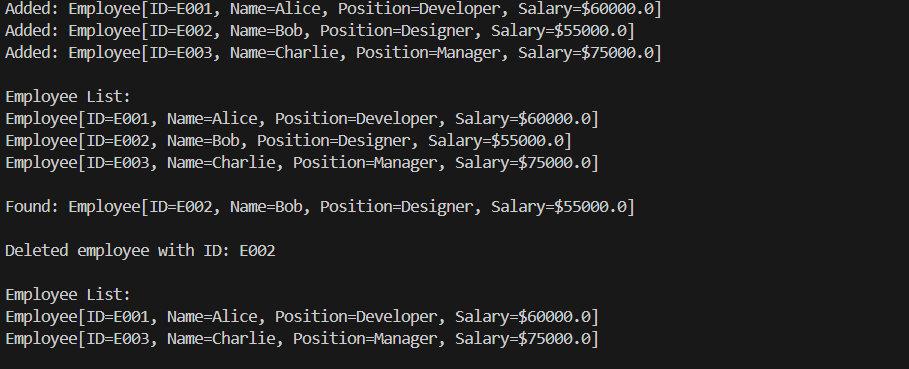 Added: Employee[ID=E001, Name=Alice, Position=Developer, Salary=$60000.0]
Added: Employee[ID=E002, Name=Bob, Position=Designer, Salary=$55000.0]
Added: Employee[ID=E003, Name=Charlie, Position=Manager, Salary=$75000.0]
Employee List:
Employee[ID=E001, Name=Alice, Position=Developer, Salary=$60000.0]
Employee[ID=E002, Name=Bob, Position=Designer, Salary=$55000.0]
Employee[ID=E003, Name=Charlie, Position=Manager, Salary=$75000.0]
Found: Employee[ID=E002, Name=Bob, Position=Designer, Salary=$55000.0]
Deleted employee with ID: E002
Employee List:
Employee[ID=E001, Name=Alice, Position=Developer, Salary=$60000.0]
Employee[ID=E003, Name=Charlie, Position=Manager, Salary=$75000.0]